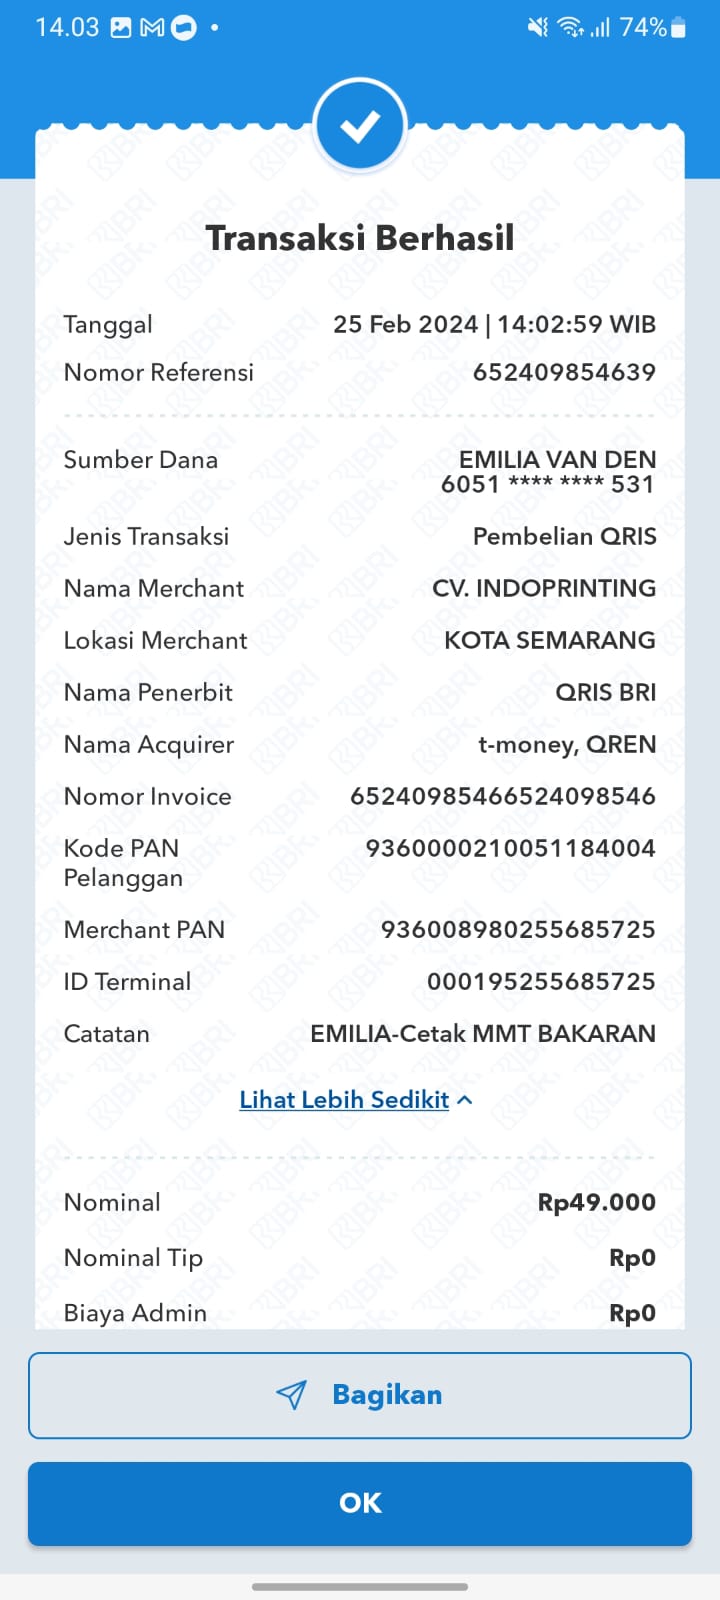 14.03 74%
Transaksi Berhasil
Tanggal 25 Feb 2024 | 14:02:59 WIB
Nomor Referensi 652409854639
Sumber Dana EMILIA VAN DEN
6051 **** **** 531
Jenis Transaksi Pembelian QRIS
Nama Merchant CV. INDOPRINTING
Lokasi Merchant KOTA SEMARANG
Nama Penerbit QRIS BRI
Nama Acquirer t-money, QREN
Nomor Invoice 65240985466524098546
Kode PAN 9360000210051184004
Pelanggan
Merchant PAN 936008980255685725
ID Terminal 000195255685725
Catatan EMILIA-Cetak MMT BAKARAN
Lihat Lebih Sedikit
Nominal Rp49.000
Nominal Tip Rp0
Biaya Admin Rp0
Bagikan
OK